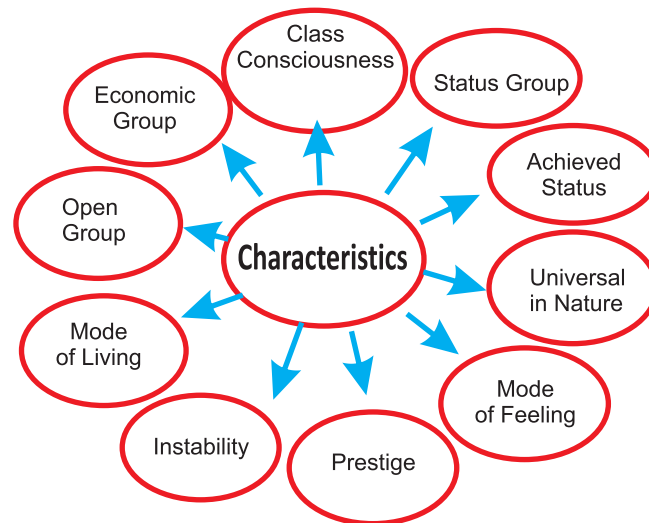 Class
Consciousness
Status Group
Achieved
Status
Universal
in Nature
Mode
of Feeling
Prestige
Instability
Mode
of Living
Open
Group
Economic
Group
Characteristics